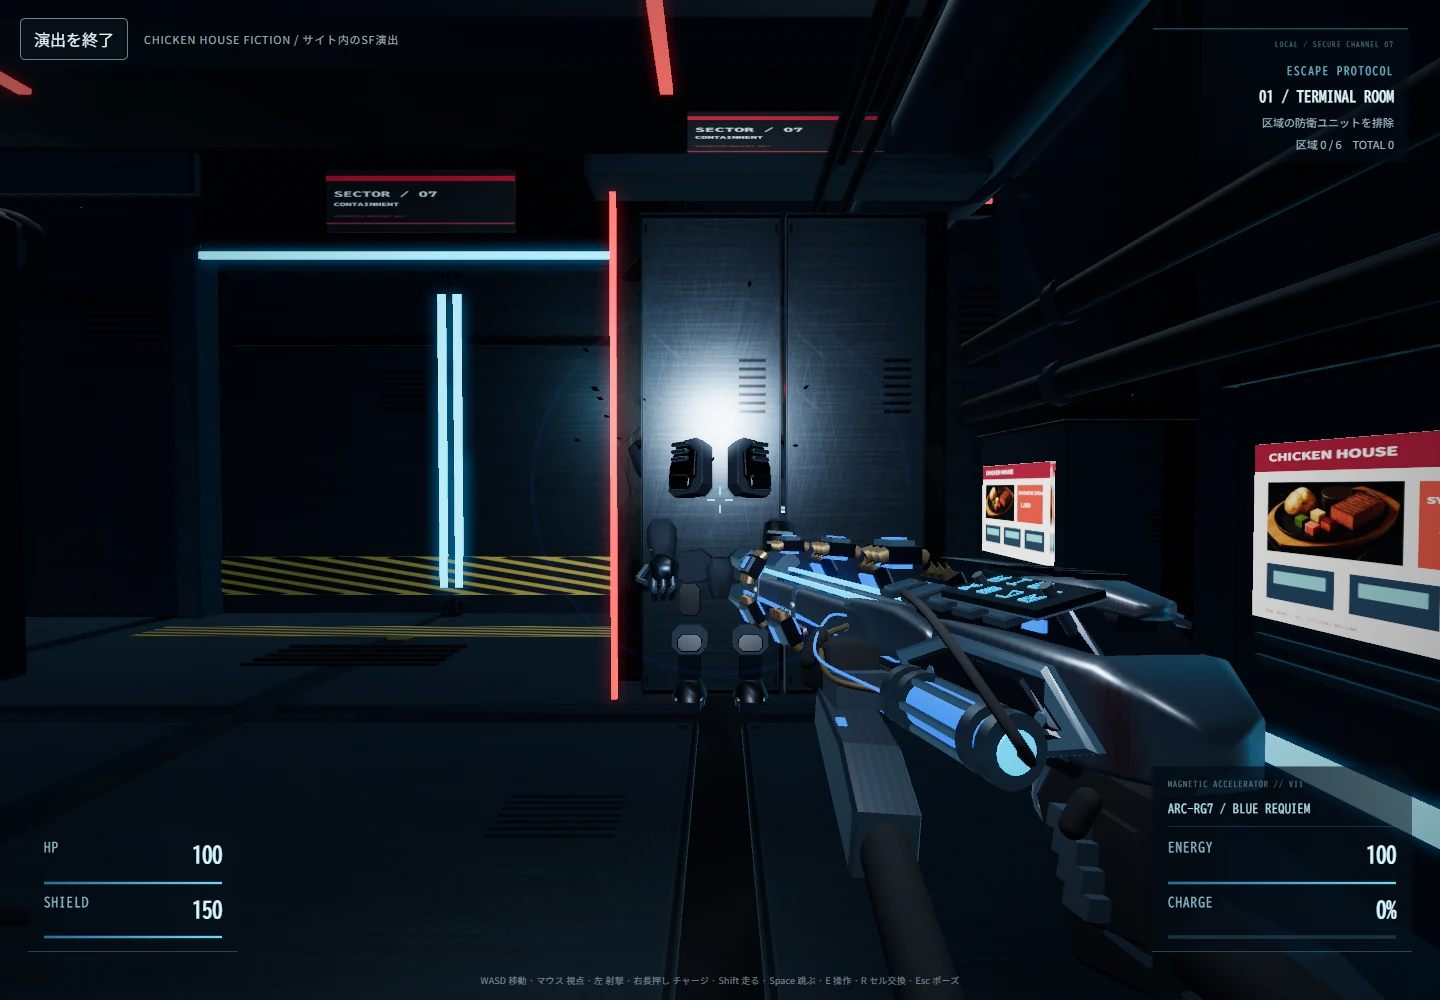 演出を終了
CHICKEN HOUSE FICTION / サイト内のSF演出
LOCAL / SECURE CHANNEL 07
ESCAPE PROTOCOL
01 / TERMINAL ROOM
区域の防衛ユニットを排除
区域 0 / 6 TOTAL 0
SECTOR / 07
CONTAINMENT
SECTOR / 07
CONTAINMENT
CHICKEN HOUSE
CHICKEN HOUSE
MAGNETIC ACCELERATOR // VII
ARC-RG7 / BLUE REQUIEM
ENERGY
100
CHARGE
0%
HP
100
SHIELD
150
WASD 移動 · マウス 視点 · 左 射撃 · 右長押し チャージ · Shift 走る · Space 跳ぶ · E 操作 · R セル交換 · Esc ポーズ